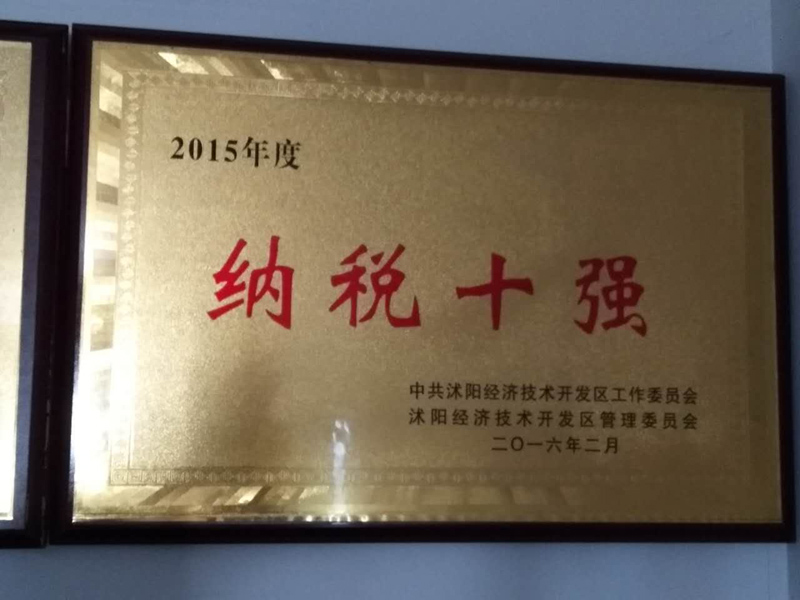 2015年度
纳税十强
中共沭阳经济技术开发区工作委员会
沭阳经济技术开发区管理委员会
二〇一六年二月